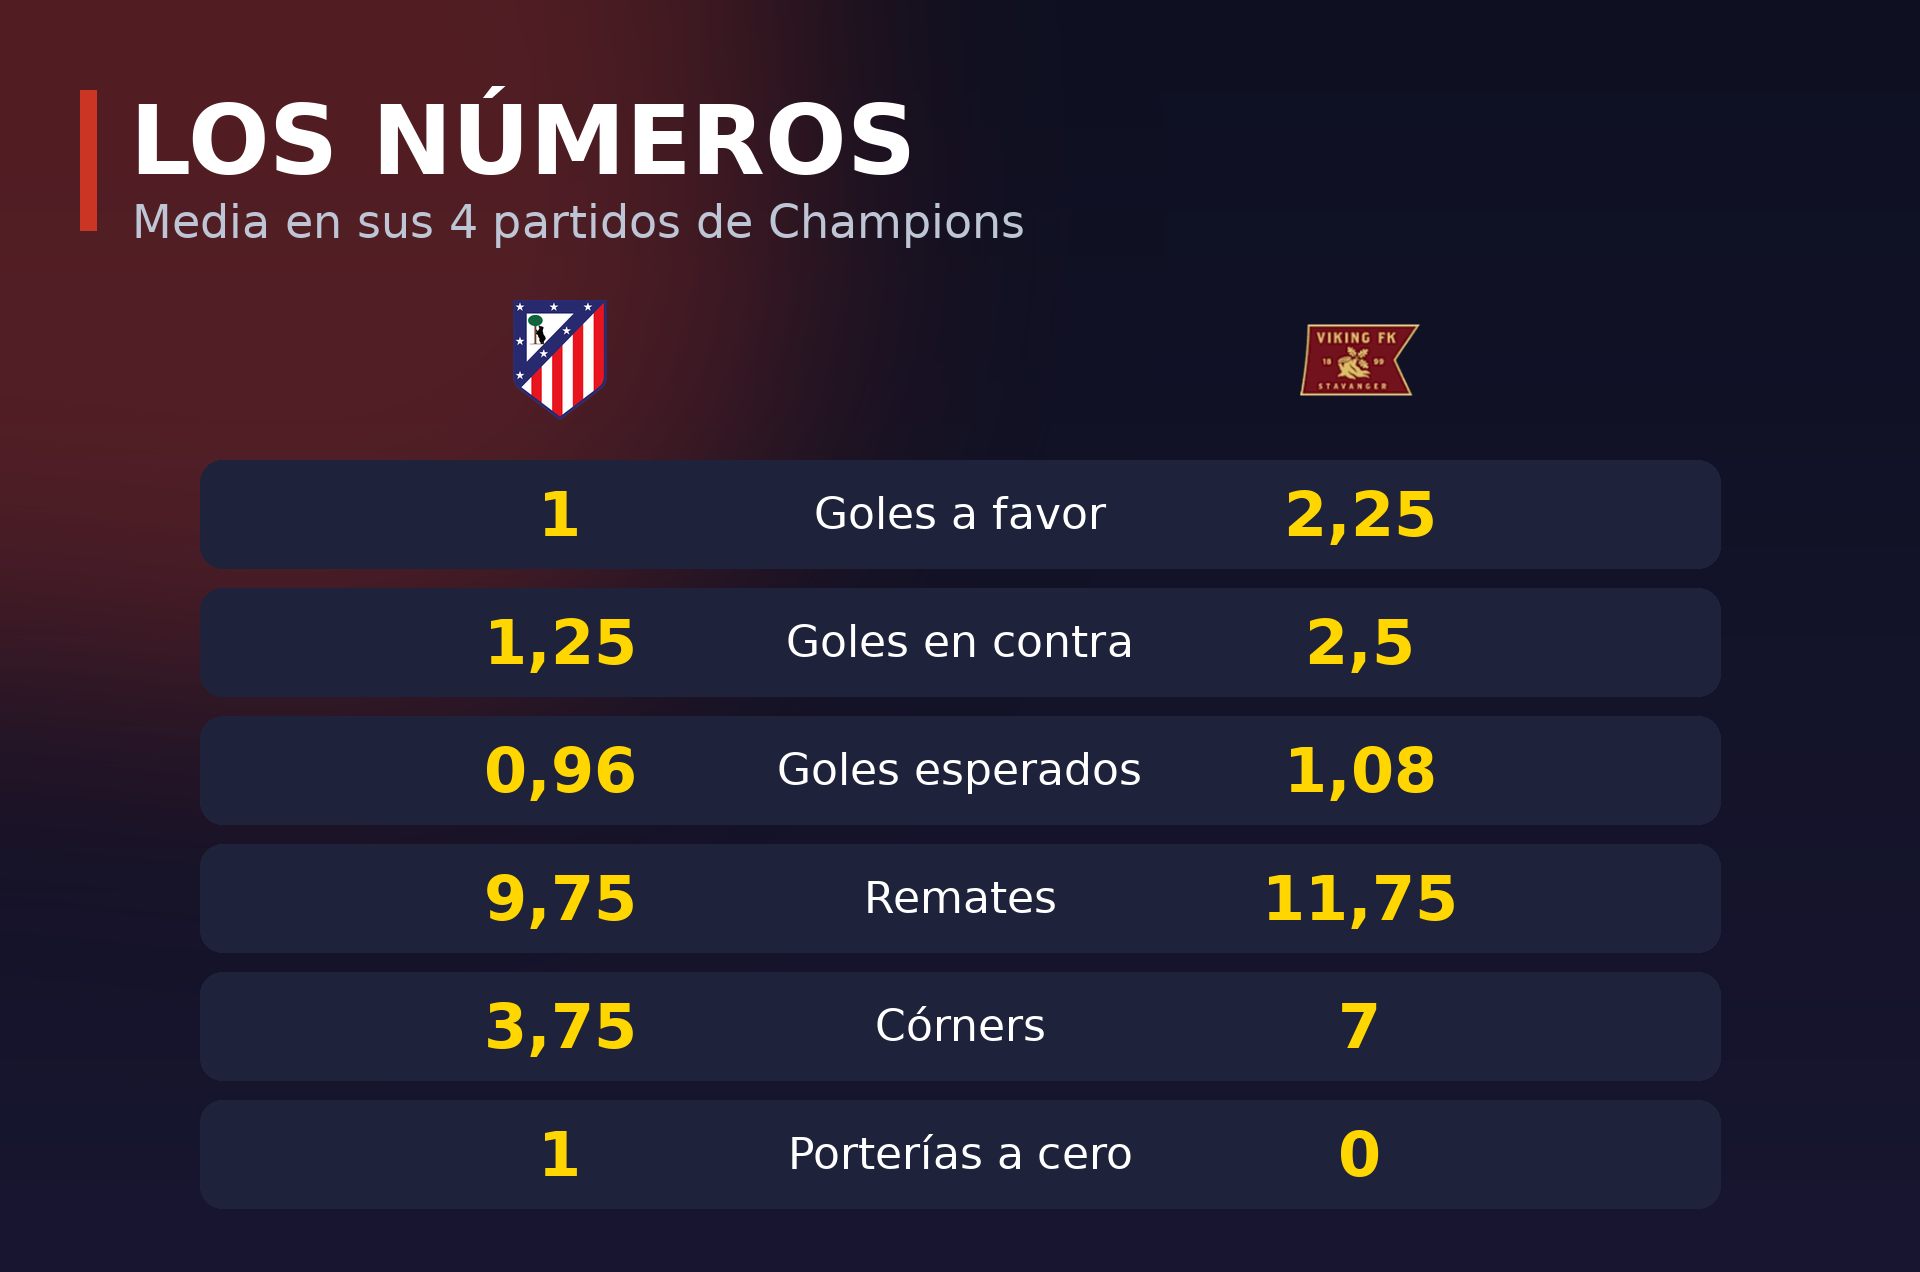 LOS NÚMEROS
Media en sus 4 partidos de Champions
VIKING FK
18 99
STAVANGER
1 Goles a favor 2,25
1,25 Goles en contra 2,5
0,96 Goles esperados 1,08
9,75 Remates 11,75
3,75 Córners 7
1 Porterías a cero 0